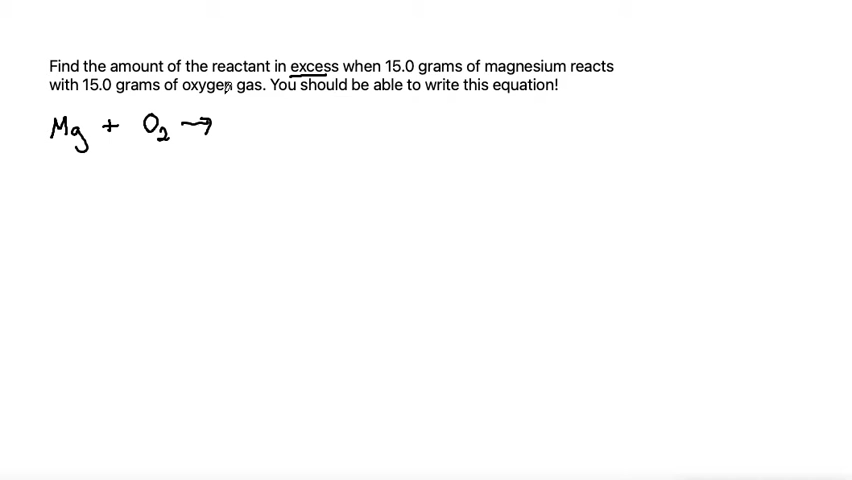 Find the amount of the reactant in excess when 15.0 grams of magnesium reacts
with 15.0 grams of oxygen gas. You should be able to write this equation!
Mg + O₂ →